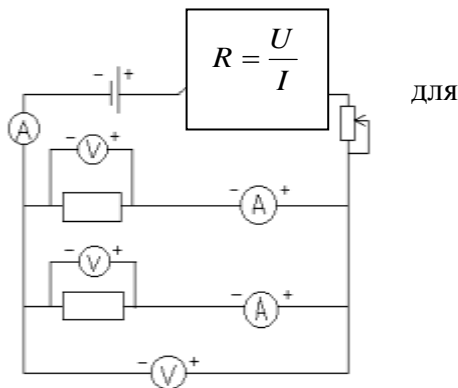 R = U / I
для
- +
A
- V +
- A +
- V +
- A +
- V +